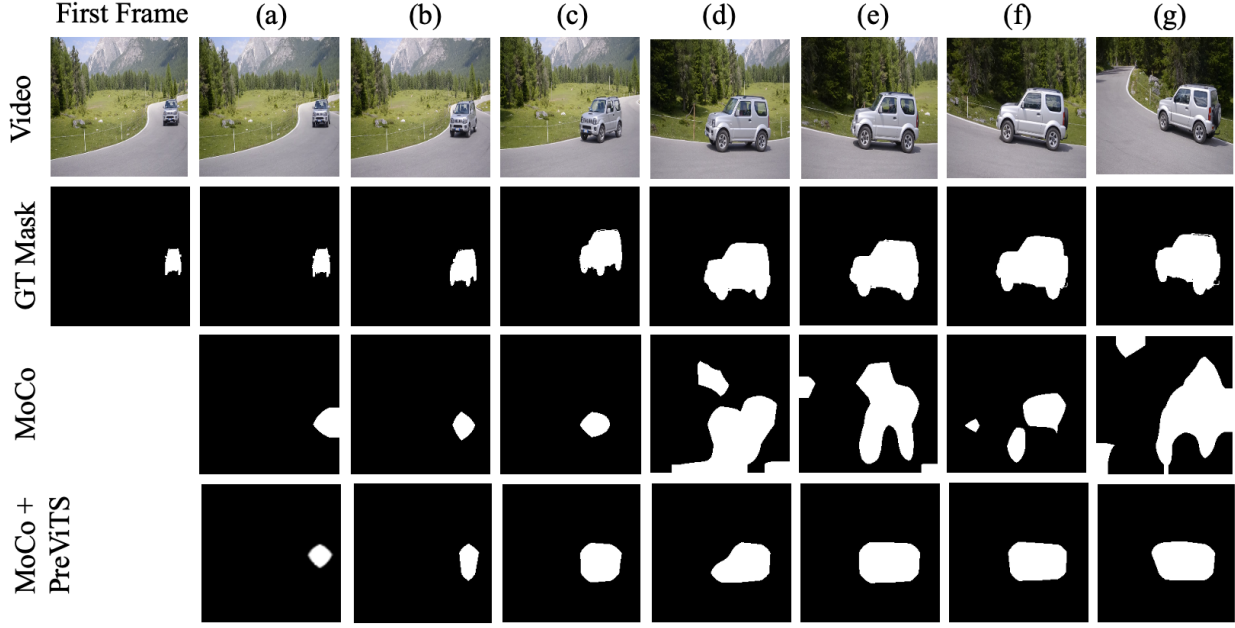 First Frame (a) (b) (c) (d) (e) (f) (g)
Video
GT Mask
MoCo
MoCo +
PreViTS